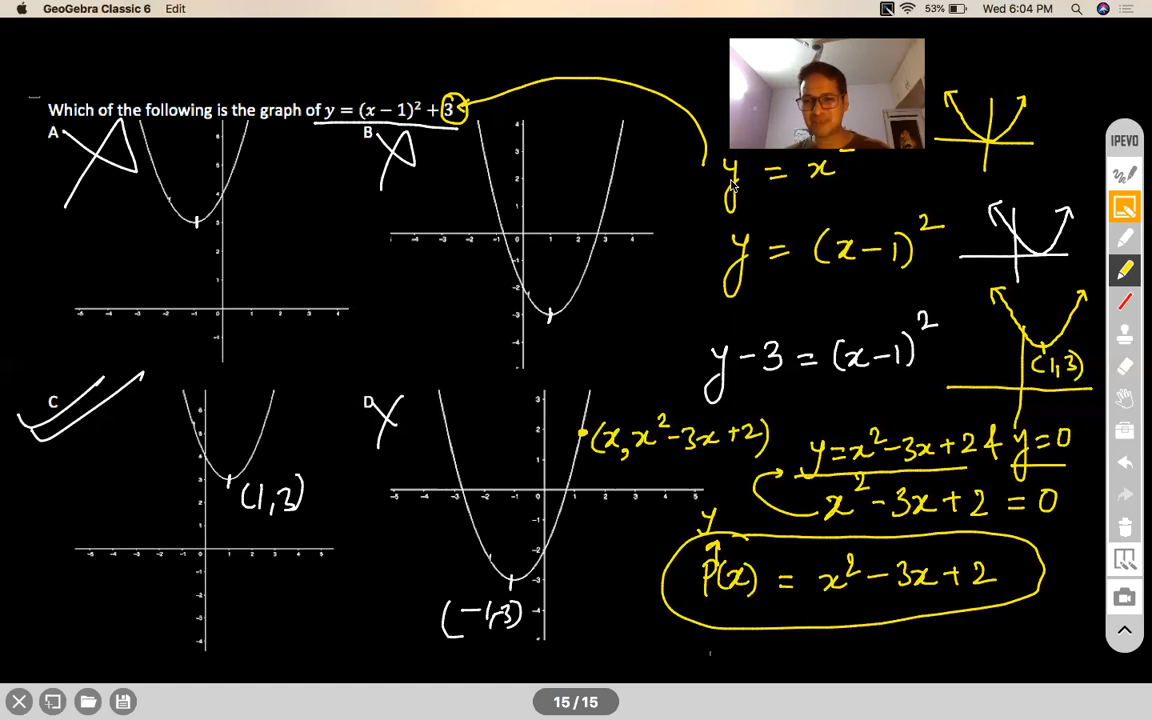 GeoGebra Classic 6 Edit
53% Wed 6:04 PM
Which of the following is the graph of y = (x − 1)² + 3
A
B
C
D
IPEVO
y = x²
y = (x−1)²
y−3 = (x−1)²
(1,3)
(1,3)
(x, x²−3x+2)
y=x²−3x+2 & y=0
x²−3x+2 = 0
y
P(x) = x²−3x+2
(−1,-3)
15/15